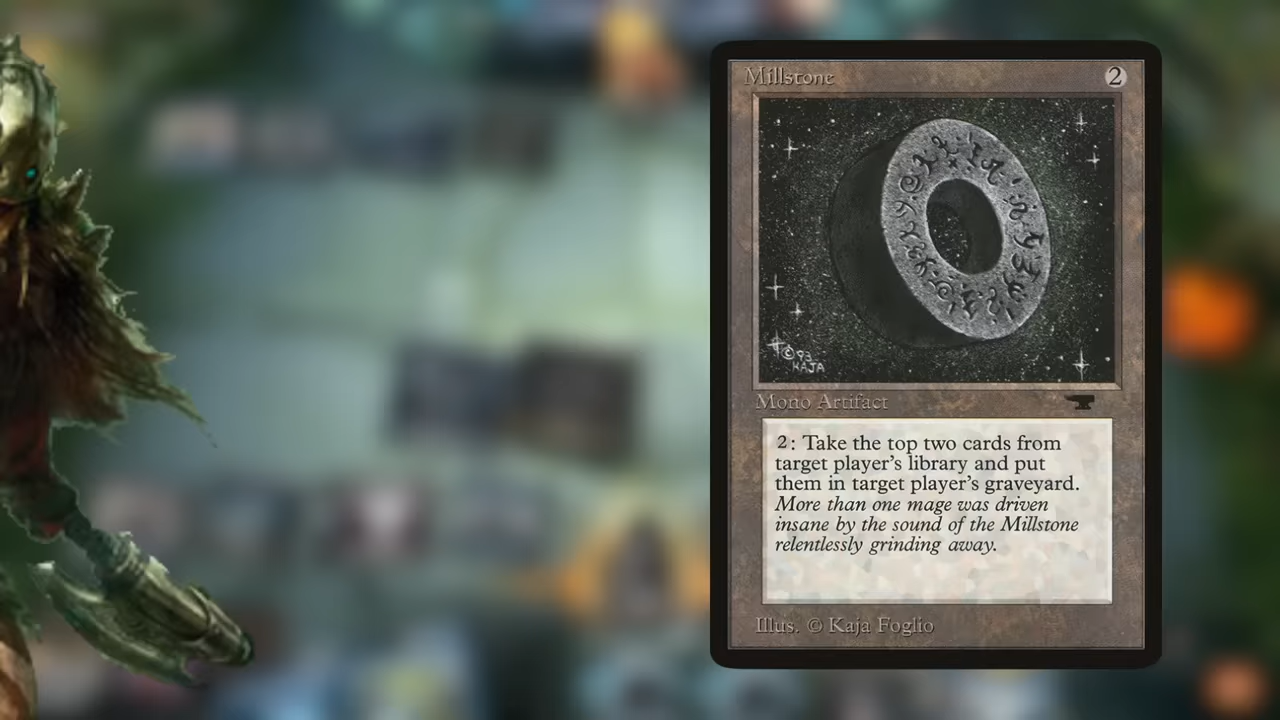 Millstone
2
©93
KAJA
Mono Artifact
2: Take the top two cards from
target player's library and put
them in target player's graveyard.
More than one mage was driven
insane by the sound of the Millstone
relentlessly grinding away.
Illus. © Kaja Foglio